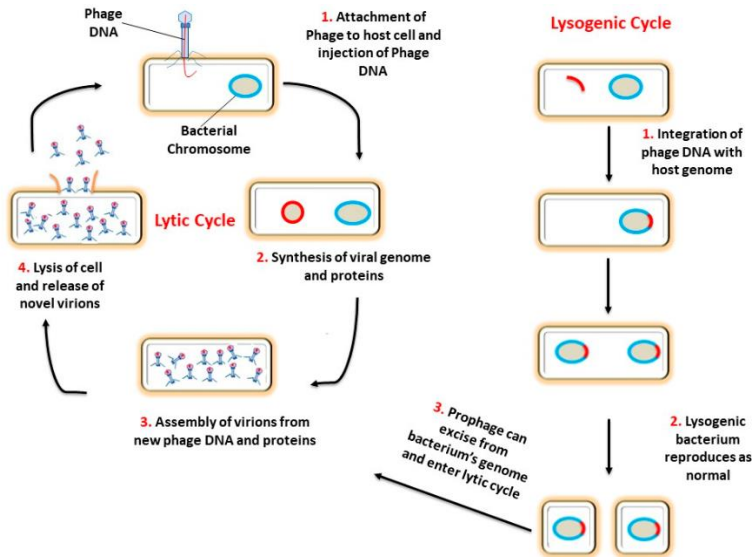 Phage
DNA
1. Attachment of
Phage to host cell and
injection of Phage
DNA
Bacterial
Chromosome
Lytic Cycle
2. Synthesis of viral genome
and proteins
3. Assembly of virions from
new phage DNA and proteins
4. Lysis of cell
and release of
novel virions
Lysogenic Cycle
1. Integration of
phage DNA with
host genome
2. Lysogenic
bacterium
reproduces as
normal
3. Prophage can
excise from
bacterium's genome
and enter lytic cycle